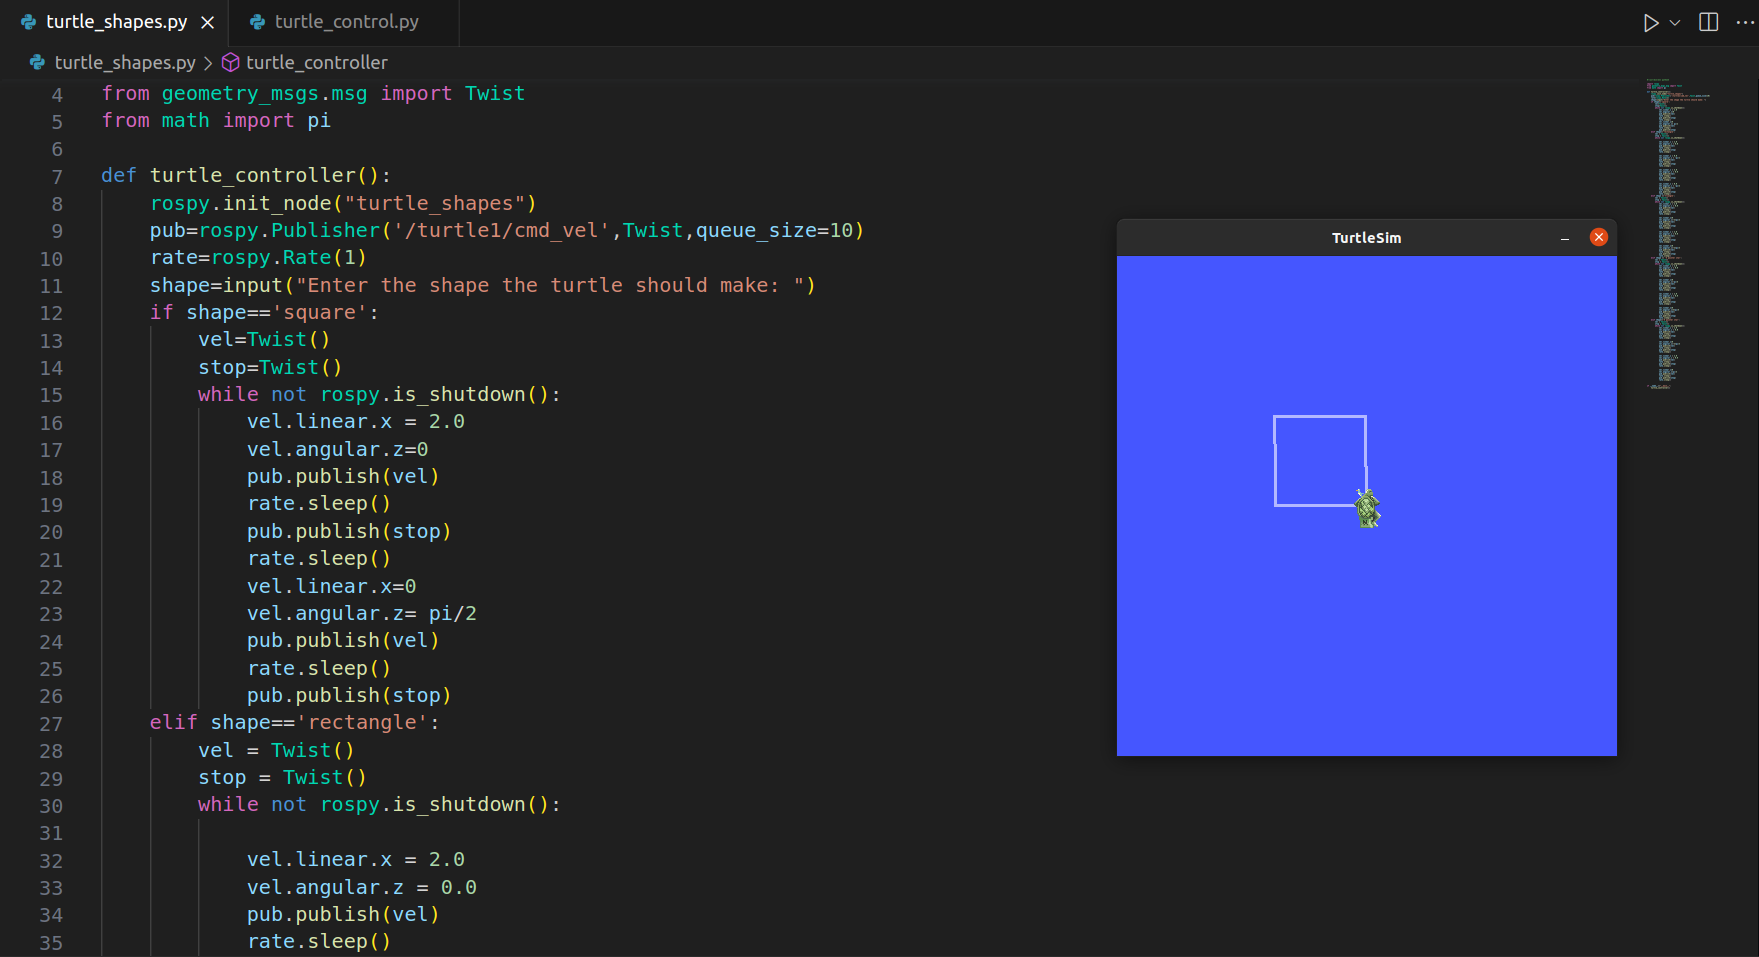 turtle_shapes.py
turtle_control.py
turtle_shapes.py > turtle_controller
4 from geometry_msgs.msg import Twist
5 from math import pi
6
7 def turtle_controller():
8 rospy.init_node("turtle_shapes")
9 pub=rospy.Publisher('/turtle1/cmd_vel',Twist,queue_size=10)
10 rate=rospy.Rate(1)
11 shape=input("Enter the shape the turtle should make: ")
12 if shape=='square':
13 vel=Twist()
14 stop=Twist()
15 while not rospy.is_shutdown():
16 vel.linear.x = 2.0
17 vel.angular.z=0
18 pub.publish(vel)
19 rate.sleep()
20 pub.publish(stop)
21 rate.sleep()
22 vel.linear.x=0
23 vel.angular.z= pi/2
24 pub.publish(vel)
25 rate.sleep()
26 pub.publish(stop)
27 elif shape=='rectangle':
28 vel = Twist()
29 stop = Twist()
30 while not rospy.is_shutdown():
31
32 vel.linear.x = 2.0
33 vel.angular.z = 0.0
34 pub.publish(vel)
35 rate.sleep()
TurtleSim